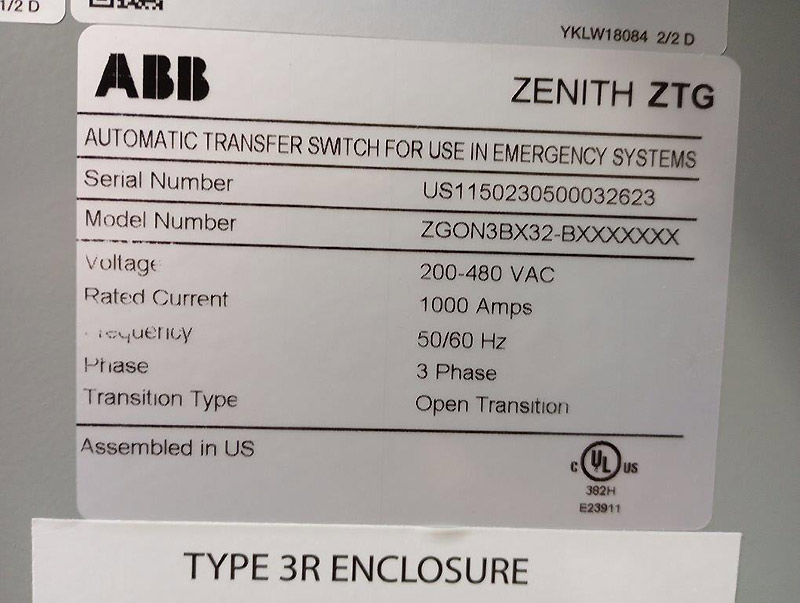 1/2 D
YKLW18084 2/2 D
ABB
ZENITH ZTG
AUTOMATIC TRANSFER SWITCH FOR USE IN EMERGENCY SYSTEMS
Serial Number US1150230500032623
Model Number ZGON3BX32-BXXXXXXX
Voltage 200-480 VAC
Rated Current 1000 Amps
Frequency 50/60 Hz
Phase 3 Phase
Transition Type Open Transition
Assembled in US
C UL US
382H
E23911
TYPE 3R ENCLOSURE